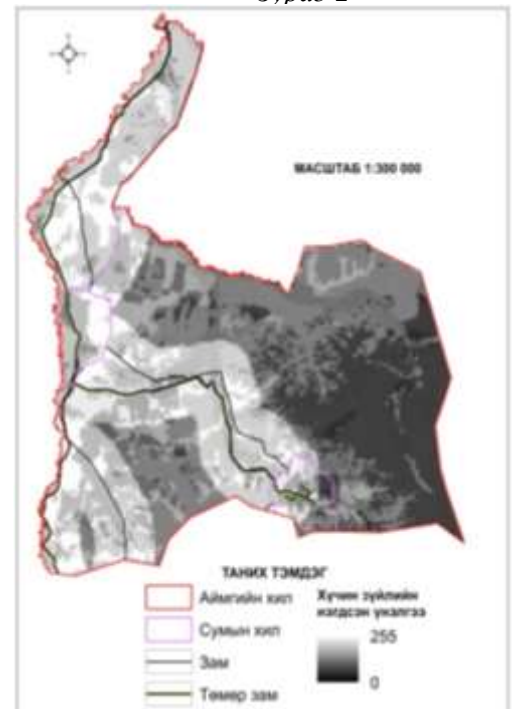 Зураг 2
МАСШТАБ 1:300 000
ТАНИХ ТЭМДЭГ
Аймгийн хил
Сумын хил
Зам
Төмөр зам
Хүчин зүйлийн
нэгдсэн үнэлгээ
255
0